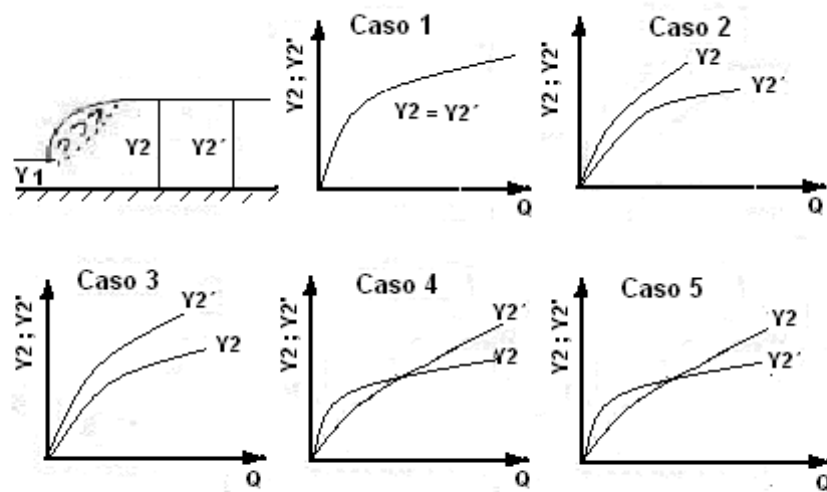 Y1
Y2
Y2´
Caso 1
Y2 ; Y2'
Y2 = Y2´
Q
Caso 2
Y2 ; Y2'
Y2
Y2´
Q
Caso 3
Y2 ; Y2'
Y2´
Y2
Q
Caso 4
Y2 ; Y2'
Y2´
Y2
Q
Caso 5
Y2 ; Y2'
Y2
Y2´
Q